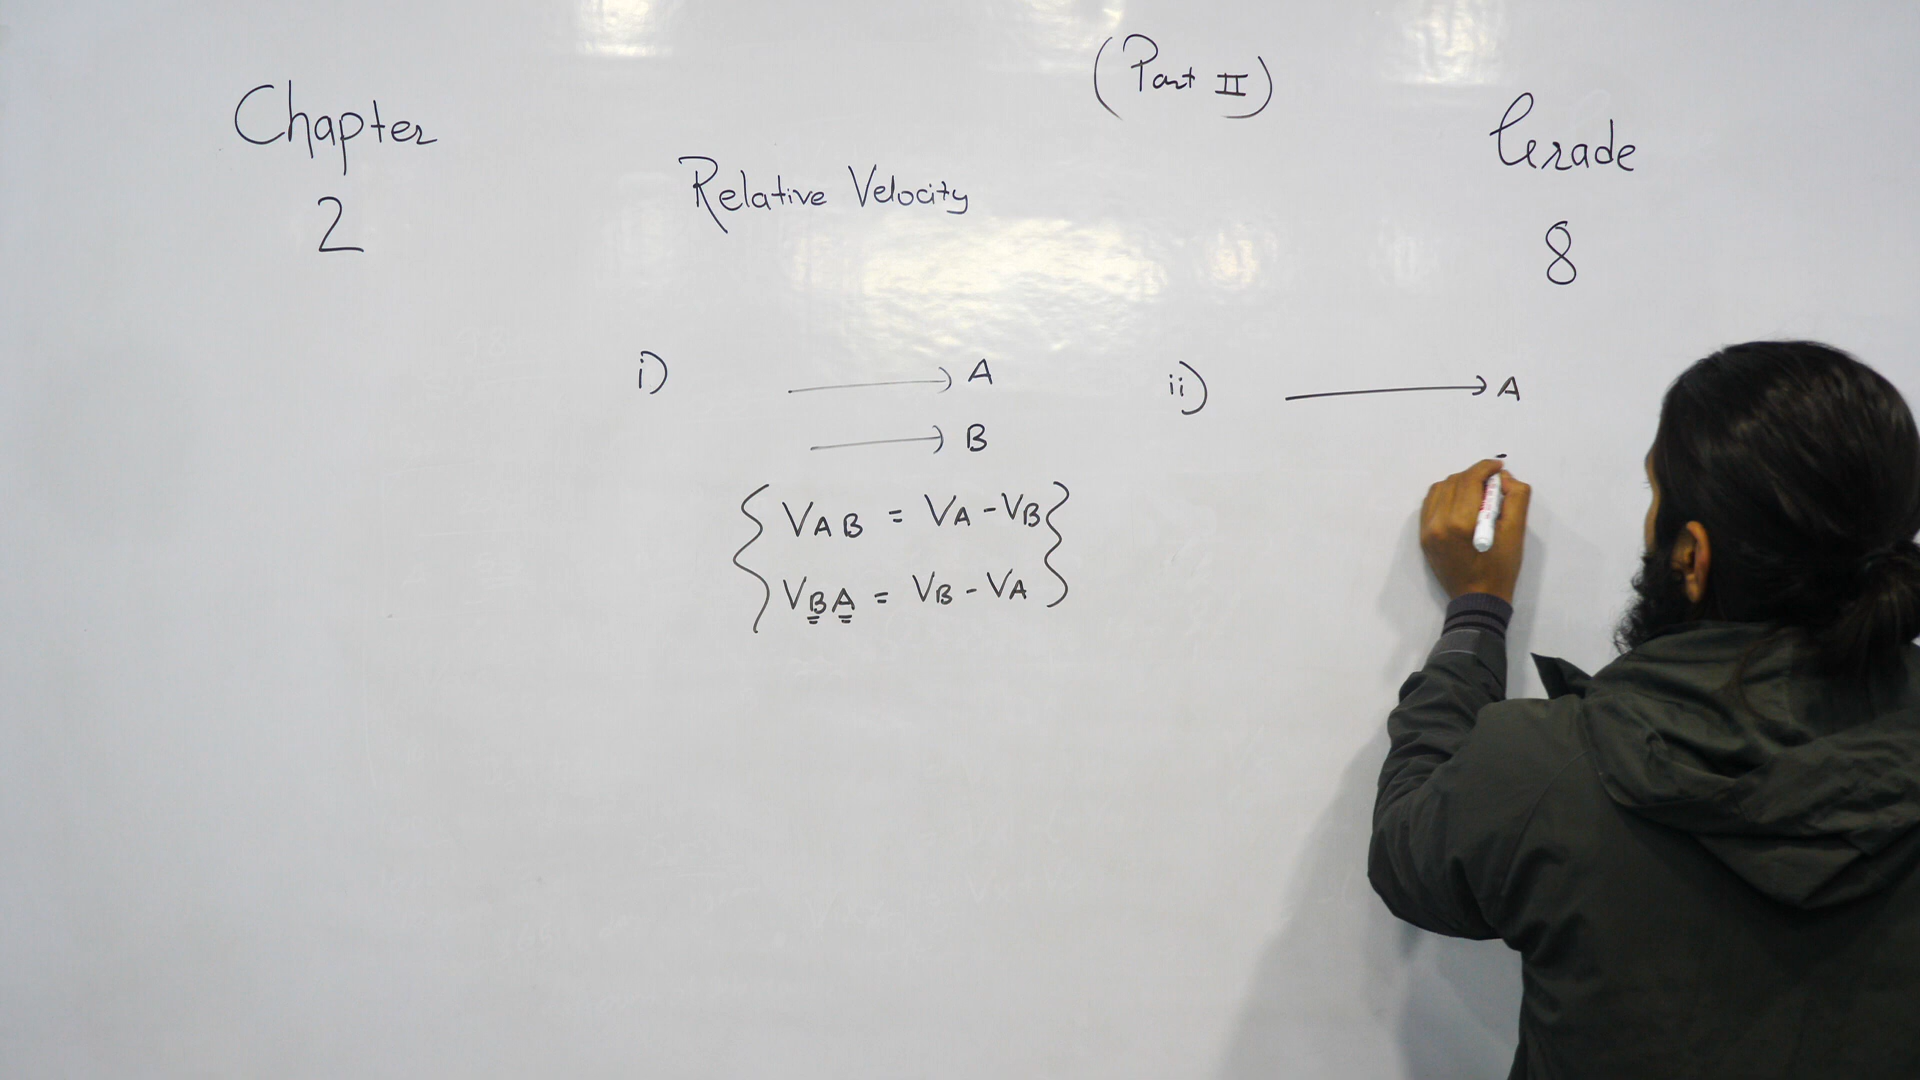 (Part II)
Chapter
2
Relative Velocity
Grade
8
i)
A
B
VAB = VA - VB
VBA = VB - VA
ii)
A